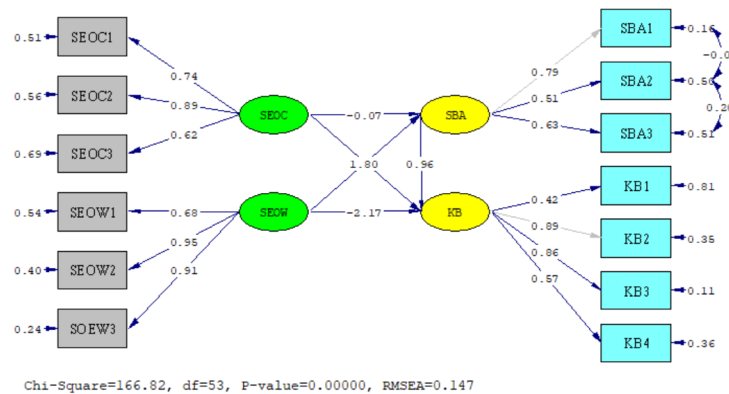 0.51 SEOC1 0.74
0.56 SEOC2 0.89
0.69 SEOC3 0.62
0.54 SEOW1 0.68
0.40 SEOW2 0.95
0.24 SOEW3 0.91
SEOC -0.07 SBA
1.80 0.96
SEOW -2.17 KB
0.79 SBA1 0.16
-0.0
0.51 SBA2 0.50
0.20
0.63 SBA3 0.51
0.42 KB1 0.81
0.89 KB2 0.35
0.86 KB3 0.11
0.57 KB4 0.36
Chi-Square=166.82, df=53, P-value=0.00000, RMSEA=0.147